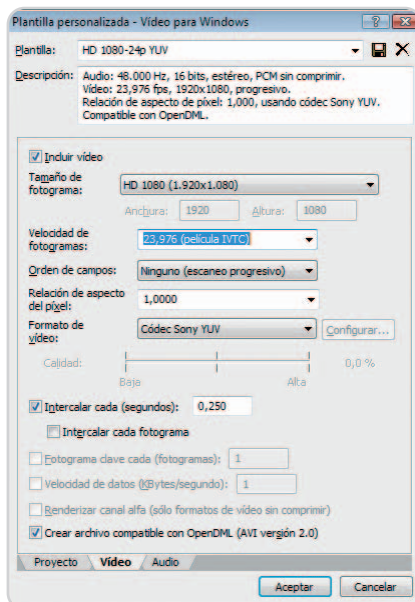 Plantilla personalizada - Vídeo para Windows
Plantilla: HD 1080-24p YUV
Descripción: Audio: 48.000 Hz, 16 bits, estéreo, PCM sin comprimir.
Vídeo: 23,976 fps, 1920x1080, progresivo.
Relación de aspecto de píxel: 1,000, usando códec Sony YUV.
Compatible con OpenDML.
Incluir vídeo
Tamaño de
fotograma: HD 1080 (1.920x1.080)
Anchura: 1920 Altura: 1080
Velocidad de
fotogramas: 23,976 (película IVTC)
Orden de campos: Ninguno (escaneo progresivo)
Relación de aspecto
del píxel: 1,0000
Formato de
vídeo: Códec Sony YUV Configurar...
Calidad: 0,0 %
Baja Alta
Intercalar cada (segundos): 0,250
Intercalar cada fotograma
Fotograma clave cada (fotogramas): 1
Velocidad de datos (KBytes/segundo): 1
Renderizar canal alfa (sólo formatos de vídeo sin comprimir)
Crear archivo compatible con OpenDML (AVI versión 2.0)
Proyecto Vídeo Audio
Aceptar Cancelar